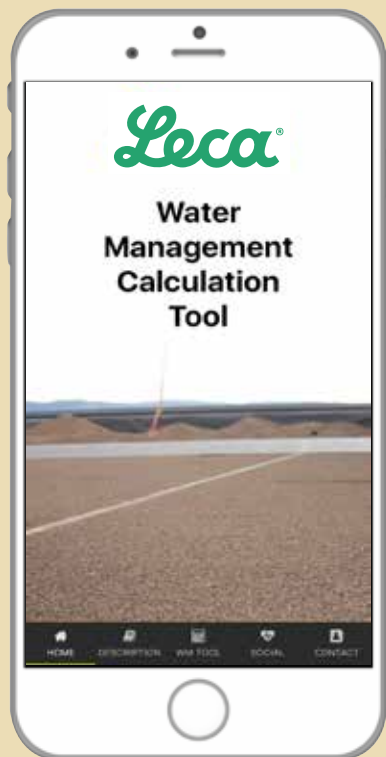 Leca®
Water
Management
Calculation
Tool
HOME DESCRIPTION WM TOOL SOCIAL CONTACT